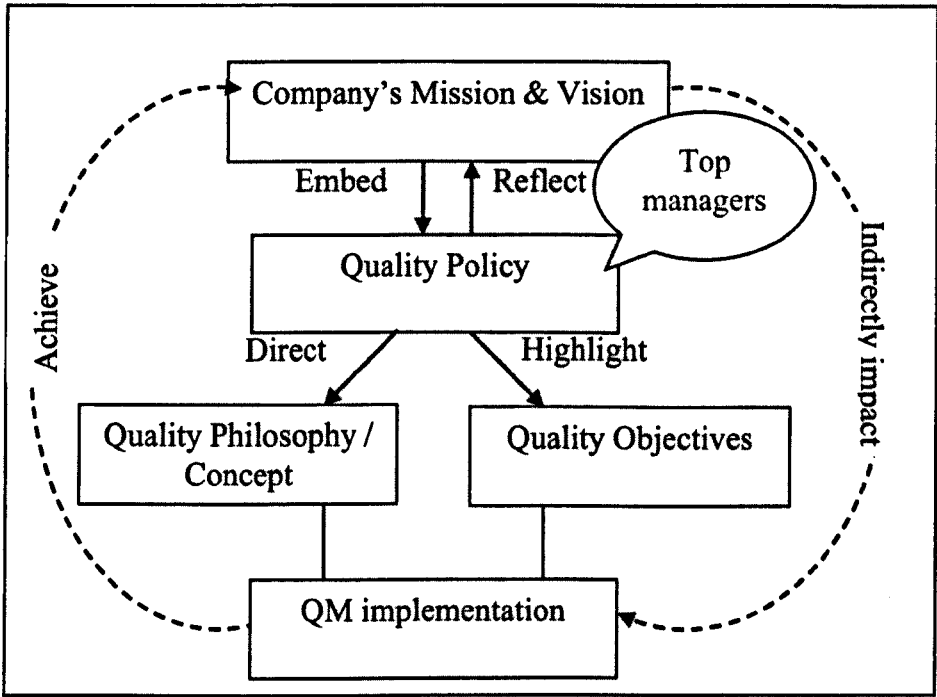 Company's Mission & Vision
Top
managers
Embed
Reflect
Quality Policy
Achieve
Indirectly impact
Direct
Highlight
Quality Philosophy /
Concept
Quality Objectives
QM implementation